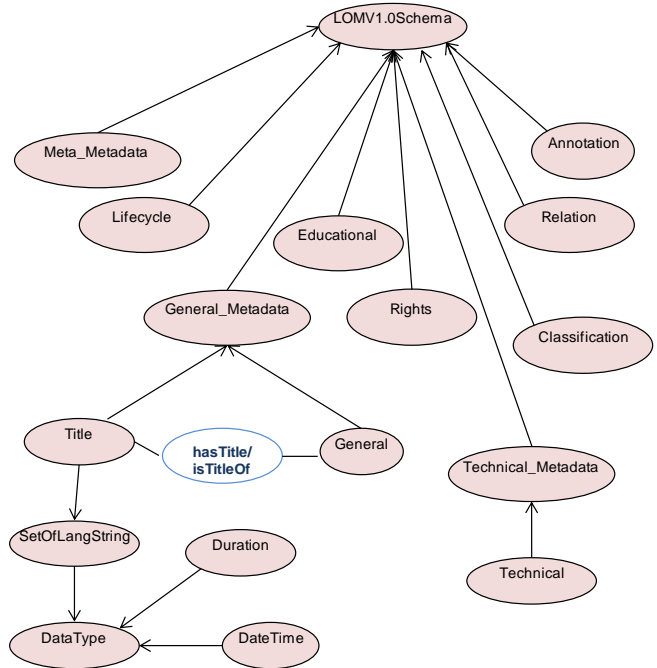 LOMV1.0Schema
Meta_Metadata
Annotation
Lifecycle
Relation
Educational
General_Metadata
Rights
Classification
Title
hasTitle/
isTitleOf
General
Technical_Metadata
SetOfLangString
Duration
Technical
DataType
DateTime